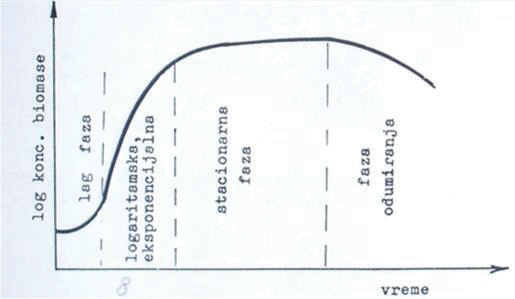 log konc. biomase
lag faza
logaritamska,
eksponencijalna
stacionarna
faza
faza
odumiranja
8
vreme